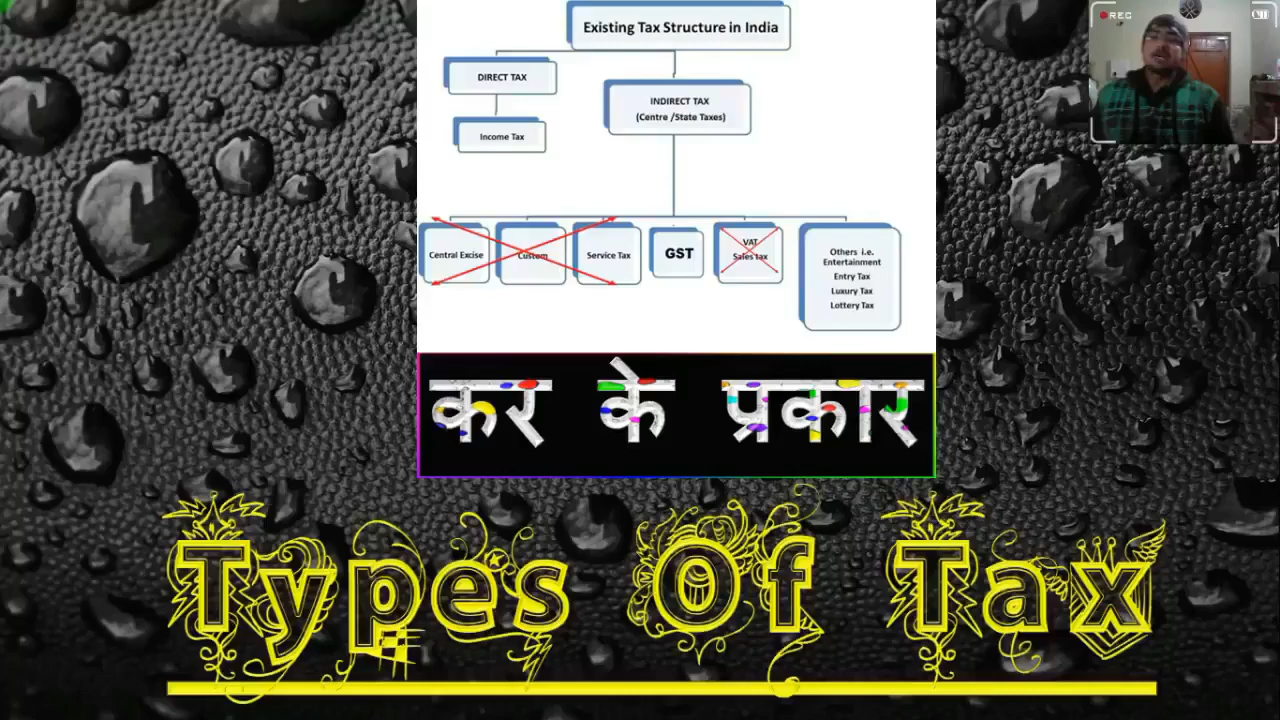 Existing Tax Structure in India
REC
DIRECT TAX
INDIRECT TAX
(Centre /State Taxes)
Income Tax
Central Excise
Custom
Service Tax
GST
VAT
Sales tax
Others i.e.
Entertainment
Entry Tax
Luxury Tax
Lottery Tax
कर के प्रकार
Types Of Tax